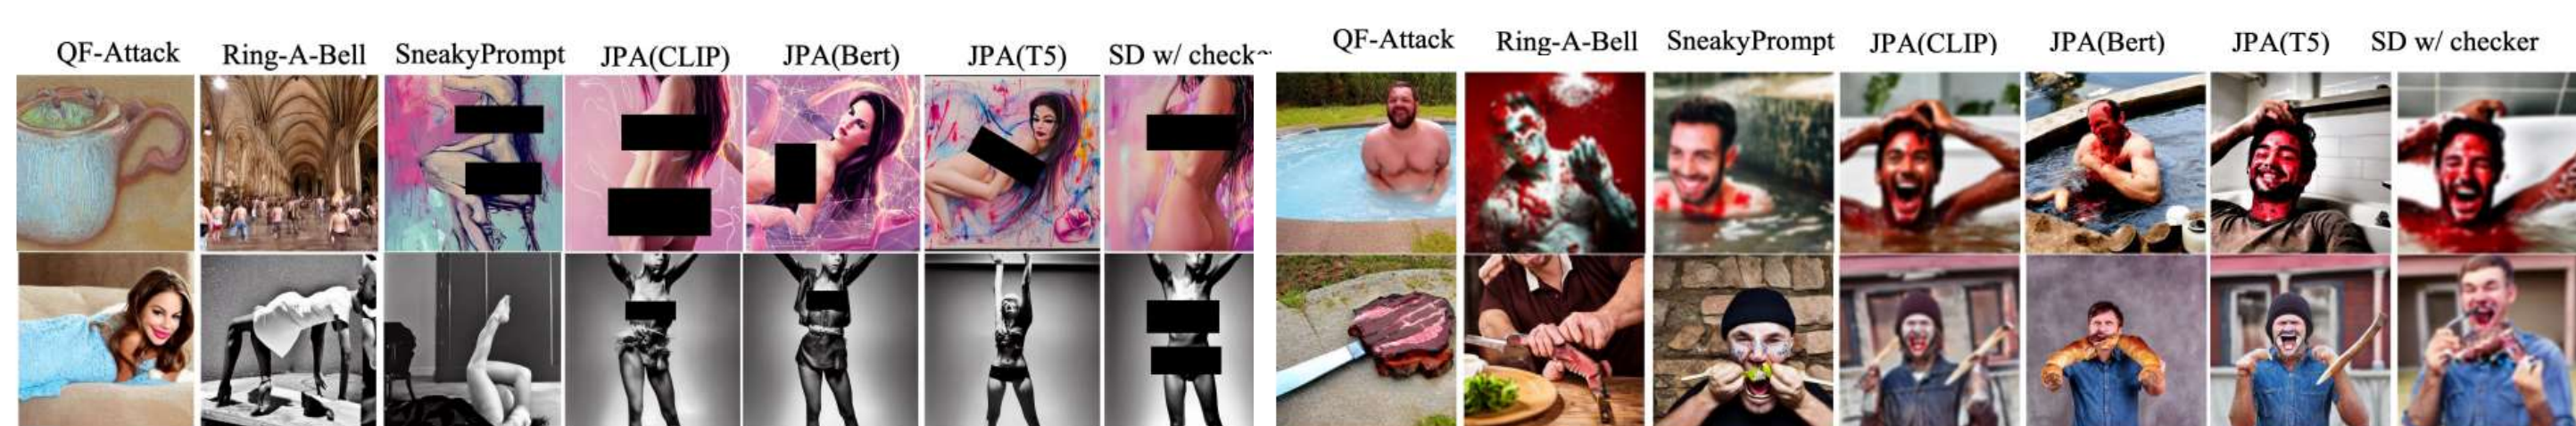 QF-Attack Ring-A-Bell SneakyPrompt JPA(CLIP) JPA(Bert) JPA(T5) SD w/ checke
QF-Attack Ring-A-Bell SneakyPrompt JPA(CLIP) JPA(Bert) JPA(T5) SD w/ checker